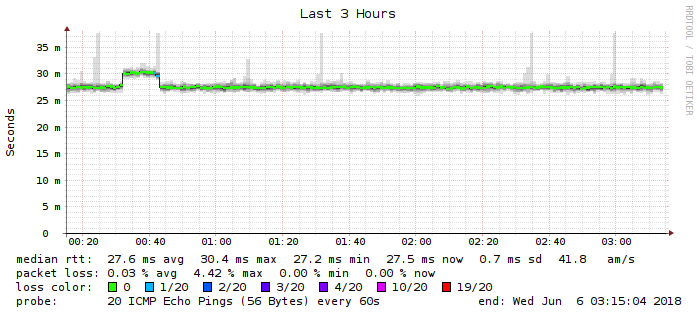 Last 3 Hours
RRDTOOL / TOBI OETIKER
Seconds
35 m
30 m
25 m
20 m
15 m
10 m
5 m
0
00:20 00:40 01:00 01:20 01:40 02:00 02:20 02:40 03:00
median rtt: 27.6 ms avg 30.4 ms max 27.2 ms min 27.5 ms now 0.7 ms sd 41.8 am/s
packet loss: 0.03 % avg 4.42 % max 0.00 % min 0.00 % now
loss color: 0 1/20 2/20 3/20 4/20 10/20 19/20
probe: 20 ICMP Echo Pings (56 Bytes) every 60s end: Wed Jun 6 03:15:04 2018